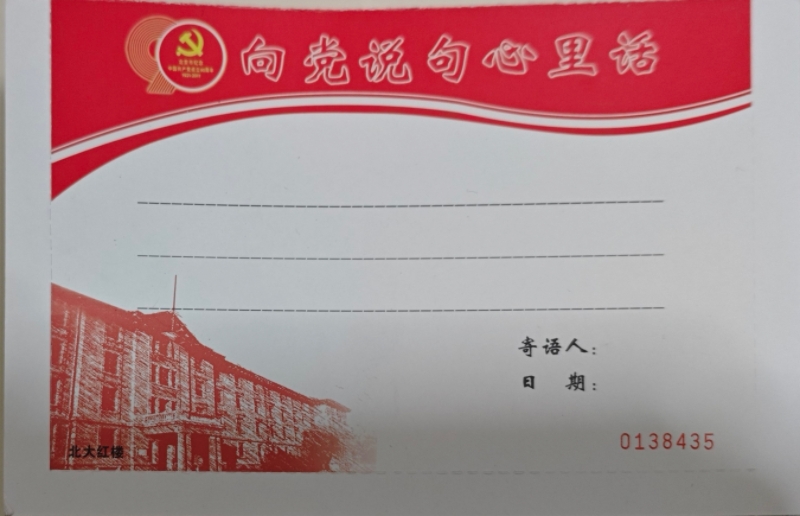 向党说句心里话
寄语人：
日 期：
北大红楼
0138435